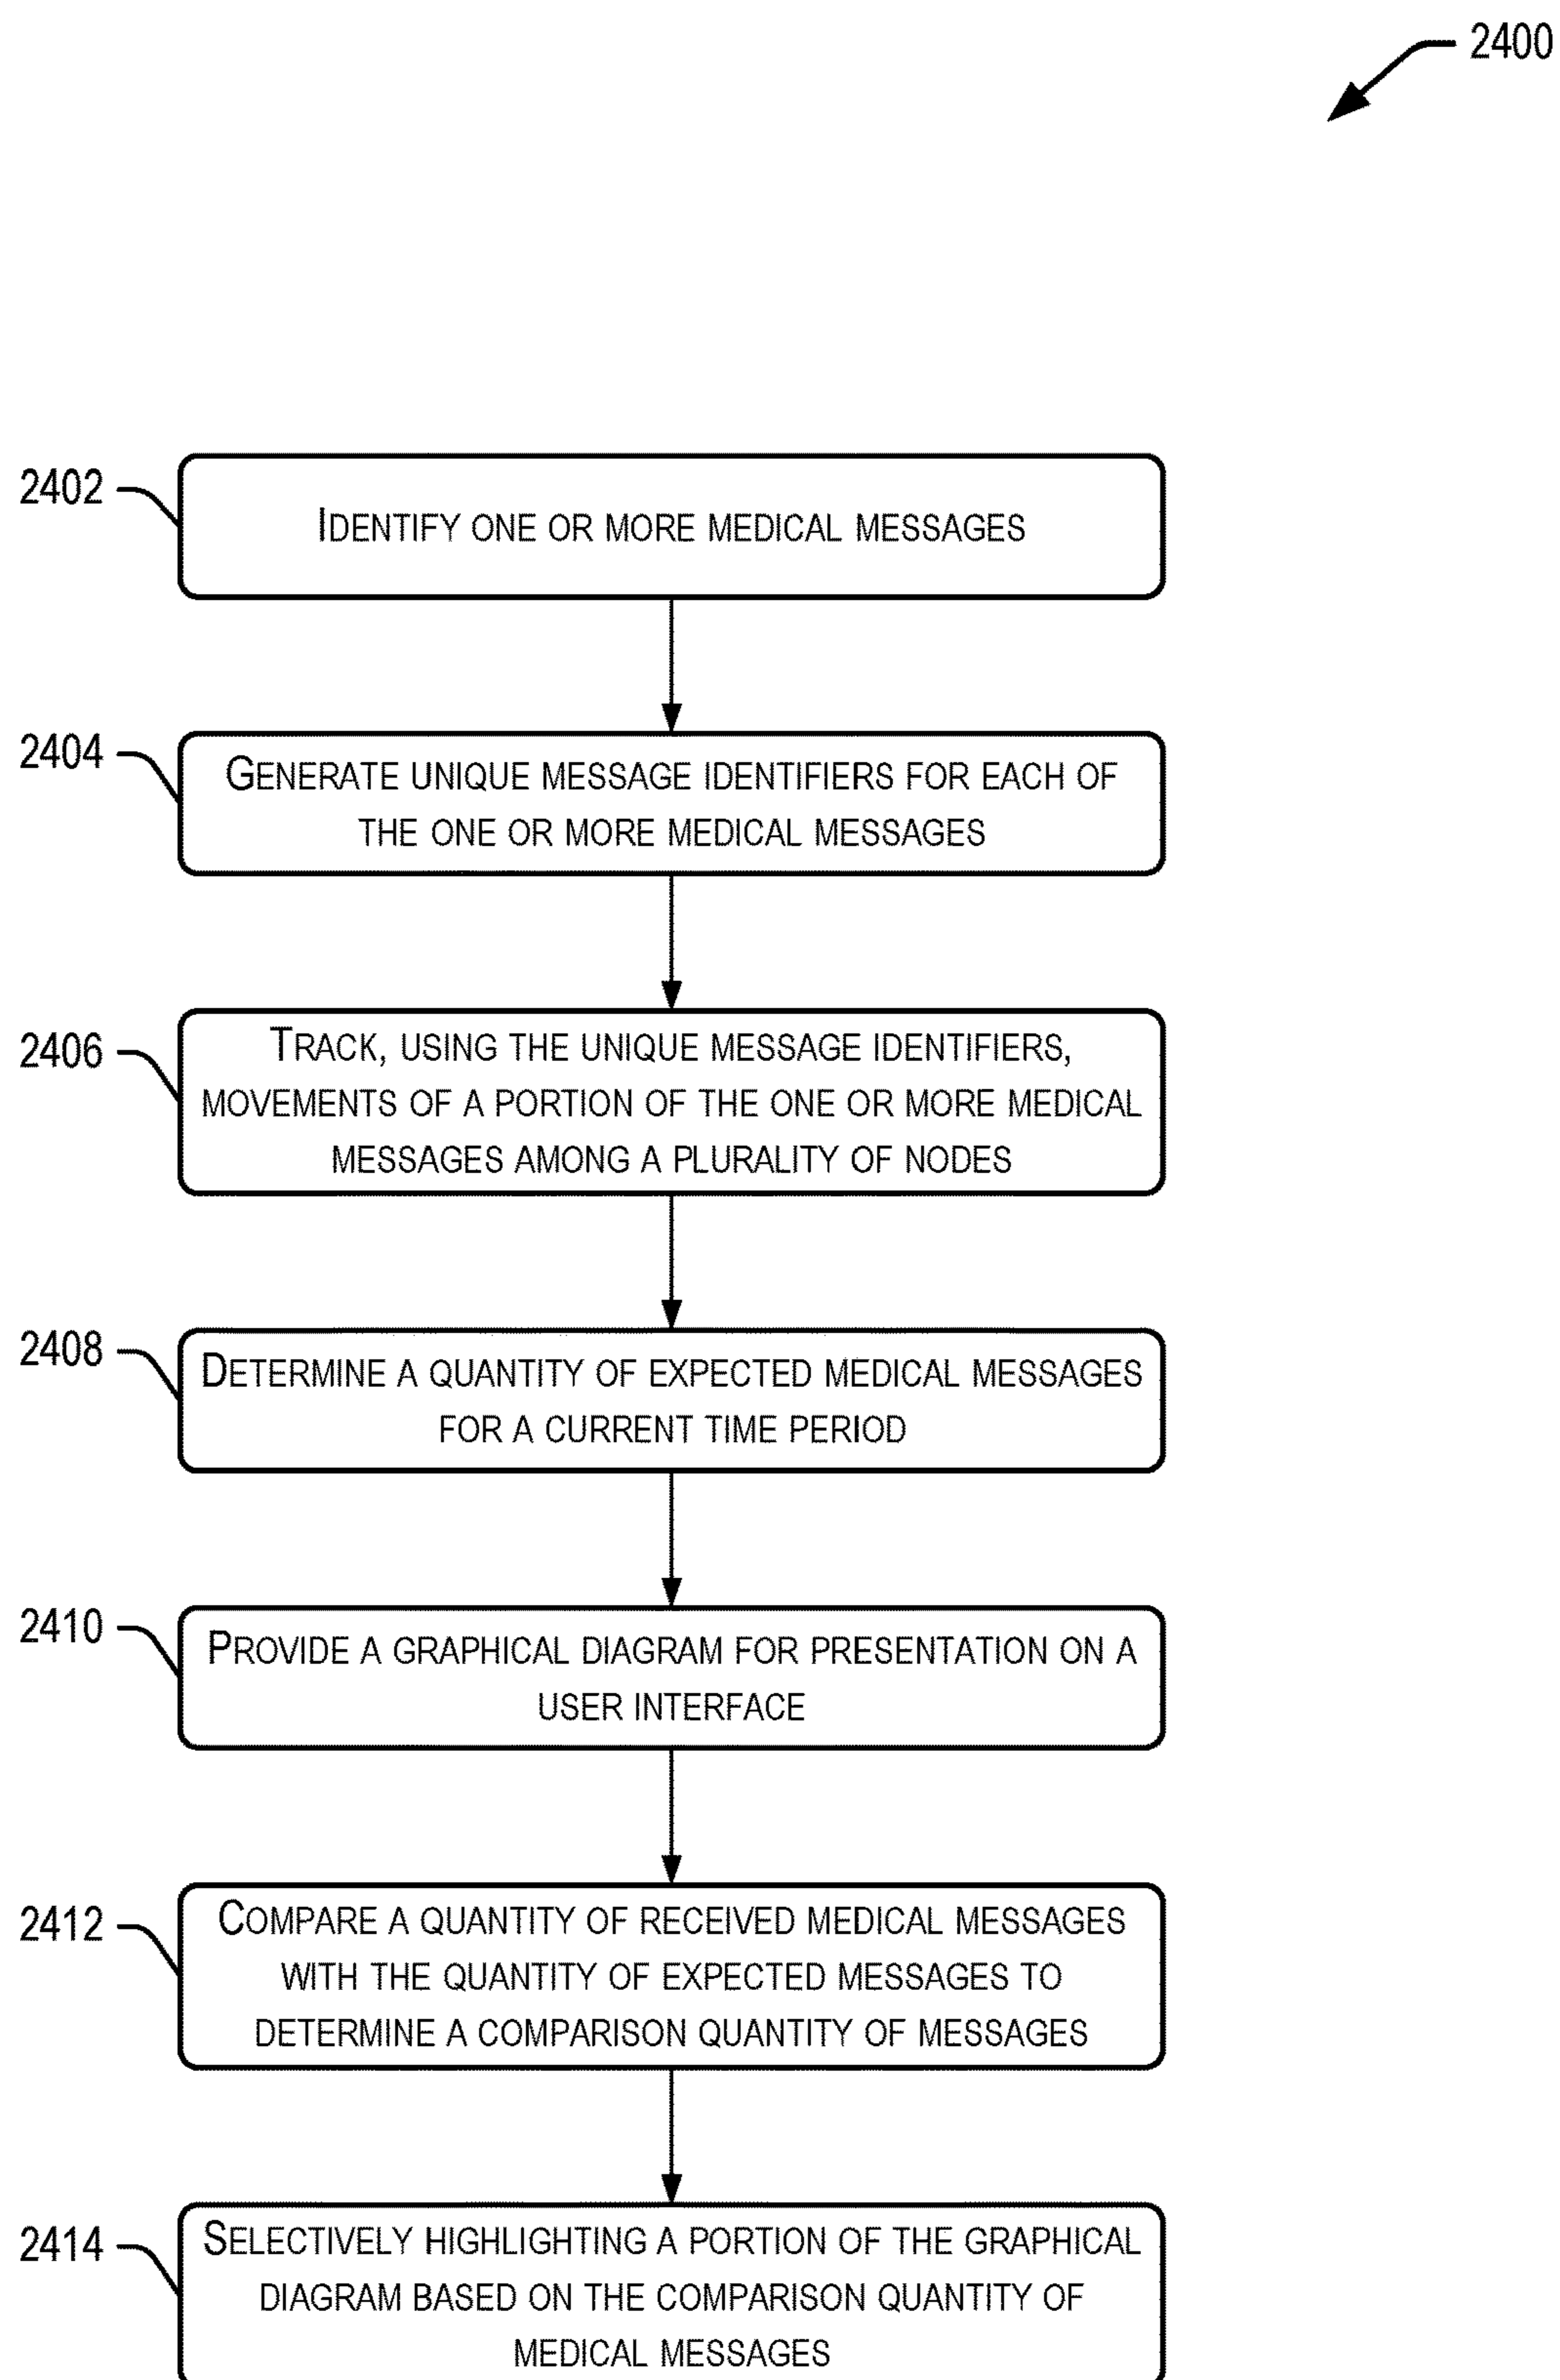 2400
2402
IDENTIFY ONE OR MORE MEDICAL MESSAGES
2404
GENERATE UNIQUE MESSAGE IDENTIFIERS FOR EACH OF
THE ONE OR MORE MEDICAL MESSAGES
2406
TRACK, USING THE UNIQUE MESSAGE IDENTIFIERS,
MOVEMENTS OF A PORTION OF THE ONE OR MORE MEDICAL
MESSAGES AMONG A PLURALITY OF NODES
2408
DETERMINE A QUANTITY OF EXPECTED MEDICAL MESSAGES
FOR A CURRENT TIME PERIOD
2410
PROVIDE A GRAPHICAL DIAGRAM FOR PRESENTATION ON A
USER INTERFACE
2412
COMPARE A QUANTITY OF RECEIVED MEDICAL MESSAGES
WITH THE QUANTITY OF EXPECTED MESSAGES TO
DETERMINE A COMPARISON QUANTITY OF MESSAGES
2414
SELECTIVELY HIGHLIGHTING A PORTION OF THE GRAPHICAL
DIAGRAM BASED ON THE COMPARISON QUANTITY OF
MEDICAL MESSAGES